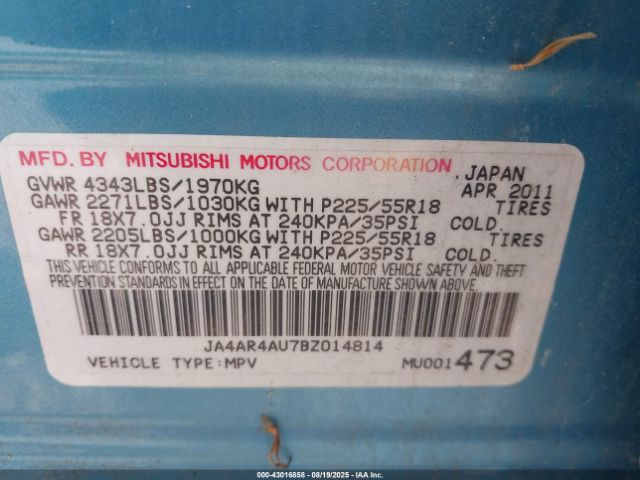 MFD. BY MITSUBISHI MOTORS CORPORATION, JAPAN
GVWR 4343LBS/1970KG APR 2011
GAWR 2271LBS/1030KG WITH P225/55R18 TIRES
FR 18X7.0JJ RIMS AT 240KPA/35PSI COLD.
GAWR 2205LBS/1000KG WITH P225/55R18 TIRES
RR 18X7.0JJ RIMS AT 240KPA/35PSI COLD.
THIS VEHICLE CONFORMS TO ALL APPLICABLE FEDERAL MOTOR VEHICLE SAFETY AND THEFT
PREVENTION STANDARDS IN EFFECT ON THE DATE OF MANUFACTURE SHOWN ABOVE.
JA4AR4AU7BZ014814
VEHICLE TYPE:MPV MU001473
000-43016858 - 08/19/2025 - IAA Inc.